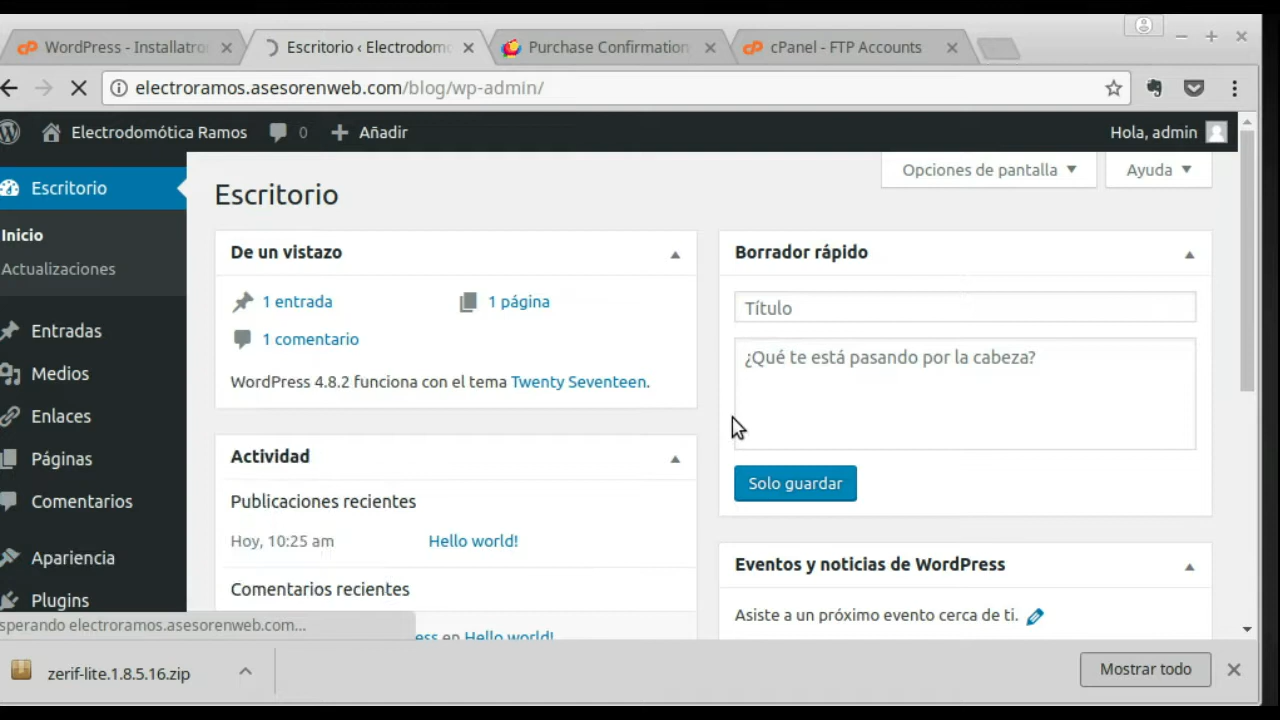 WordPress - Installatro
Escritorio ‹ Electrodomo
Purchase Confirmation
cPanel - FTP Accounts
electroramos.asesorenweb.com/blog/wp-admin/
Electrodomótica Ramos
0
Añadir
Hola, admin
Escritorio
Inicio
Actualizaciones
Entradas
Medios
Enlaces
Páginas
Comentarios
Apariencia
Plugins
Opciones de pantalla
Ayuda
Escritorio
De un vistazo
1 entrada
1 página
1 comentario
WordPress 4.8.2 funciona con el tema Twenty Seventeen.
Actividad
Publicaciones recientes
Hoy, 10:25 am
Hello world!
Comentarios recientes
ess en Hello world!
Borrador rápido
Título
¿Qué te está pasando por la cabeza?
Solo guardar
Eventos y noticias de WordPress
Asiste a un próximo evento cerca de ti.
sperando electroramos.asesorenweb.com...
zerif-lite.1.8.5.16.zip
Mostrar todo